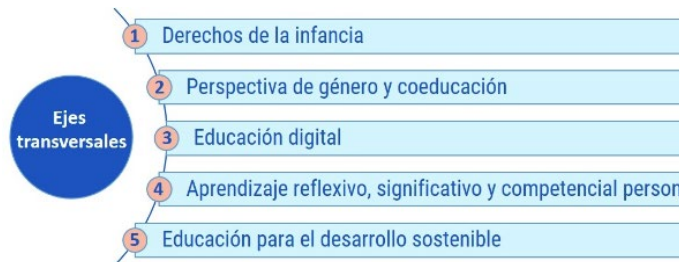 Ejes
transversales
1 Derechos de la infancia
2 Perspectiva de género y coeducación
3 Educación digital
4 Aprendizaje reflexivo, significativo y competencial person
5 Educación para el desarrollo sostenible